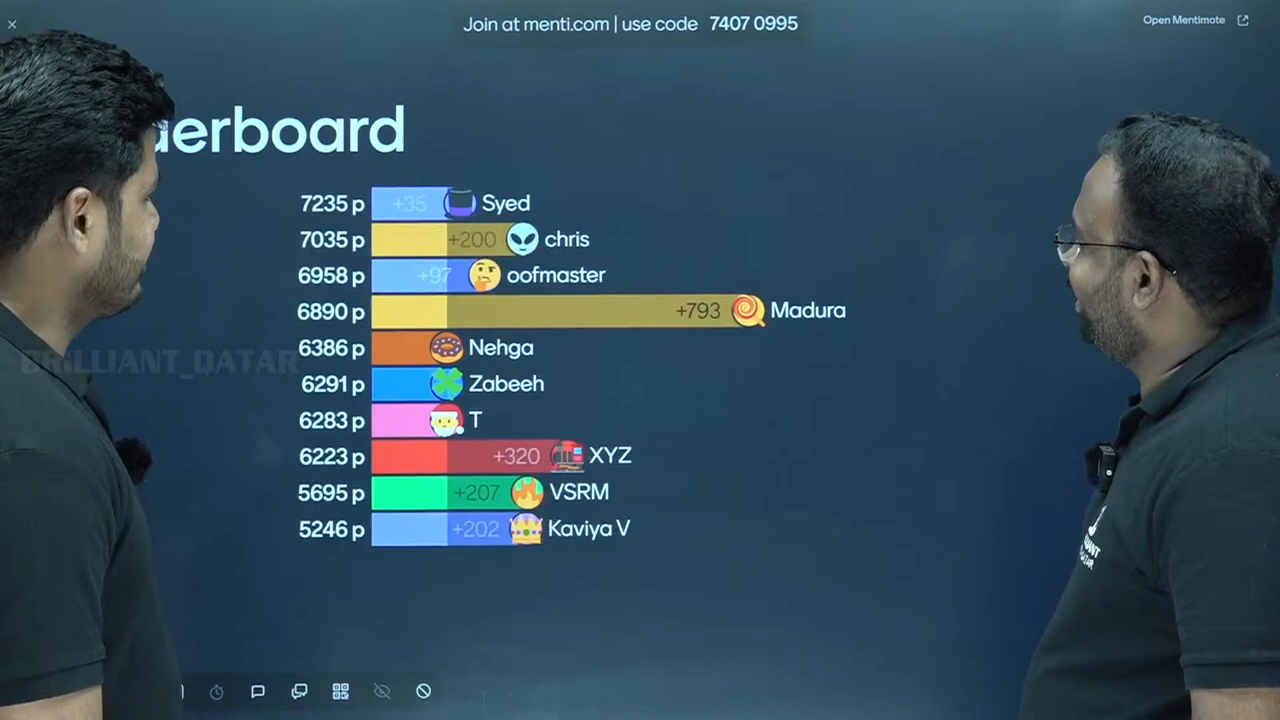 Join at menti.com | use code 7407 0995
Open Mentimote
derboard
7235 p +35 Syed
7035 p +200 chris
6958 p +97 oofmaster
6890 p +793 Madura
6386 p Nehga
6291 p Zabeeh
6283 p T
6223 p +320 XYZ
5695 p +207 VSRM
5246 p +202 Kaviya V
BRILLIANT_QATAR